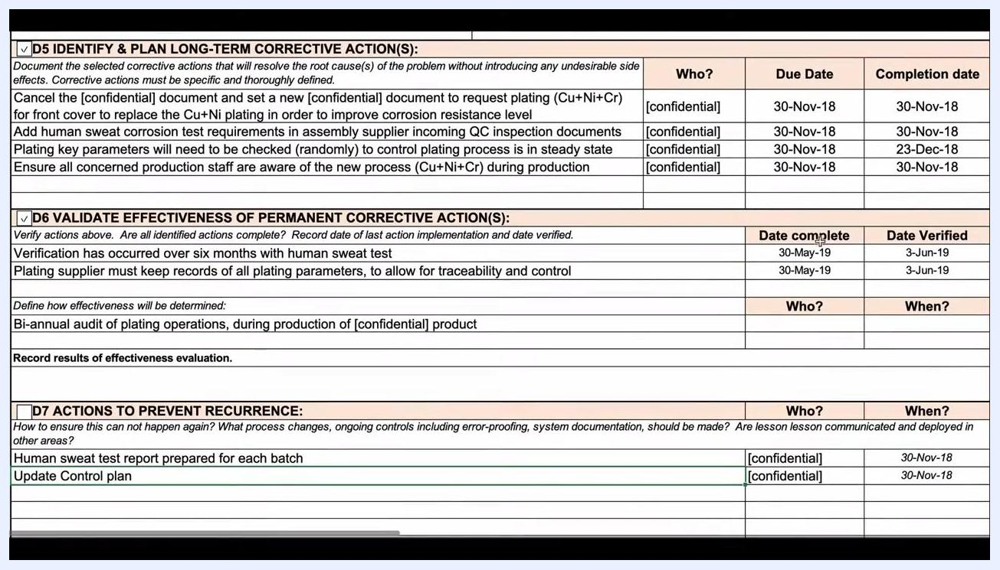 D5 IDENTIFY & PLAN LONG-TERM CORRECTIVE ACTION(S):
Document the selected corrective actions that will resolve the root cause(s) of the problem without introducing any undesirable side
effects. Corrective actions must be specific and thoroughly defined.
Who?
Due Date
Completion date
Cancel the [confidential] document and set a new [confidential] document to request plating (Cu+Ni+Cr)
for front cover to replace the Cu+Ni plating in order to improve corrosion resistance level
[confidential]
30-Nov-18
30-Nov-18
Add human sweat corrosion test requirements in assembly supplier incoming QC inspection documents
[confidential]
30-Nov-18
30-Nov-18
Plating key parameters will need to be checked (randomly) to control plating process is in steady state
[confidential]
30-Nov-18
23-Dec-18
Ensure all concerned production staff are aware of the new process (Cu+Ni+Cr) during production
[confidential]
30-Nov-18
30-Nov-18
D6 VALIDATE EFFECTIVENESS OF PERMANENT CORRECTIVE ACTION(S):
Verify actions above. Are all identified actions complete? Record date of last action implementation and date verified.
Date complete
Date Verified
Verification has occurred over six months with human sweat test
30-May-19
3-Jun-19
Plating supplier must keep records of all plating parameters, to allow for traceability and control
30-May-19
3-Jun-19
Define how effectiveness will be determined:
Who?
When?
Bi-annual audit of plating operations, during production of [confidential] product
Record results of effectiveness evaluation.
D7 ACTIONS TO PREVENT RECURRENCE:
Who?
When?
How to ensure this can not happen again? What process changes, ongoing controls including error-proofing, system documentation, should be made? Are lesson lesson communicated and deployed in
other areas?
Human sweat test report prepared for each batch
[confidential]
30-Nov-18
Update Control plan
[confidential]
30-Nov-18